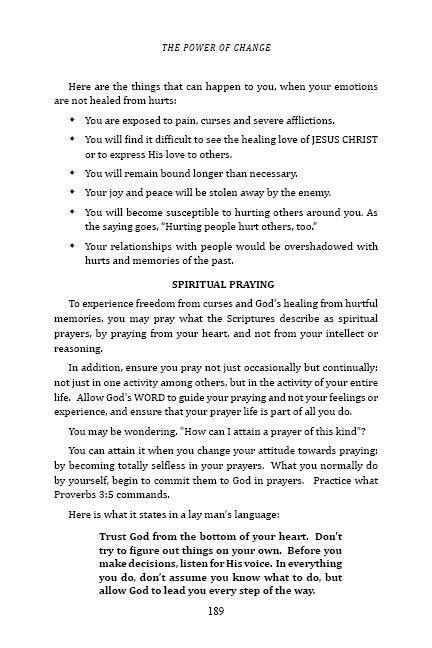 THE POWER OF CHANGE
Here are the things that can happen to you, when your emotions
are not healed from hurts:
◆ You are exposed to pain, curses and severe afflictions.
◆ You will find it difficult to see the healing love of JESUS CHRIST
or to express His love to others.
◆ You will remain bound longer than necessary.
◆ Your joy and peace will be stolen away by the enemy.
◆ You will become susceptible to hurting others around you. As
the saying goes, “Hurting people hurt others, too.”
◆ Your relationships with people would be overshadowed with
hurts and memories of the past.
SPIRITUAL PRAYING
To experience freedom from curses and God’s healing from hurtful
memories, you may pray what the Scriptures describe as spiritual
prayers, by praying from your heart, and not from your intellect or
reasoning.
In addition, ensure you pray not just occasionally but continually;
not just in one activity among others, but in the activity of your entire
life. Allow God's WORD to guide your praying and not your feelings or
experience, and ensure that your prayer life is part of all you do.
You may be wondering, "How can I attain a prayer of this kind"?
You can attain it when you change your attitude towards praying;
by becoming totally selfless in your prayers. What you normally do
by yourself, begin to commit them to God in prayers. Practice what
Proverbs 3:5 commands.
Here is what it states in a lay man's language:
Trust God from the bottom of your heart. Don't
try to figure out things on your own. Before you
make decisions, listen for His voice. In everything
you do, don’t assume you know what to do, but
allow God to lead you every step of the way.
189